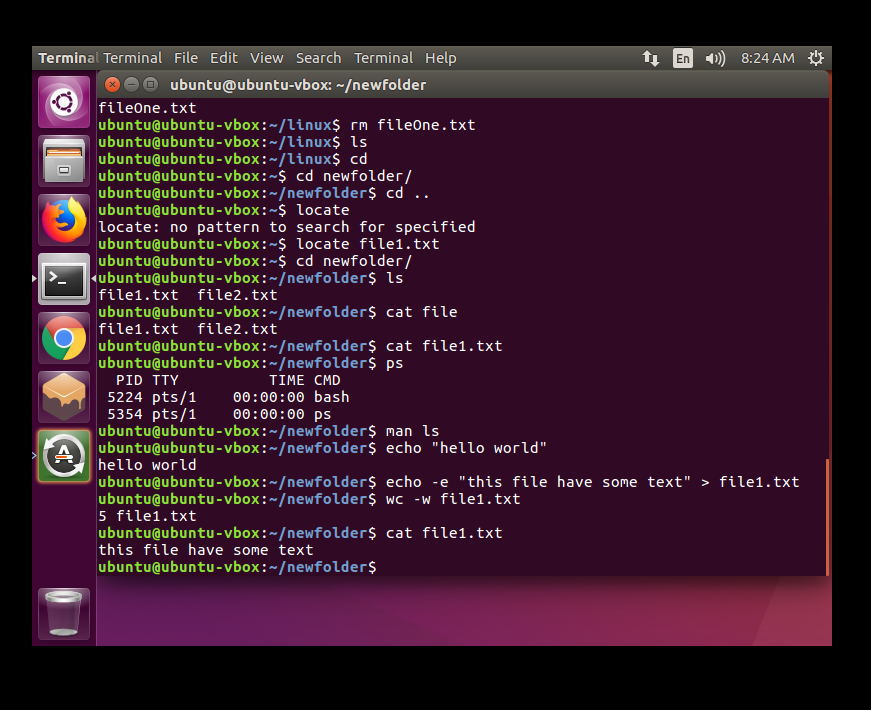 Terminal Terminal File Edit View Search Terminal Help En 8:24 AM
ubuntu@ubuntu-vbox: ~/newfolder
fileOne.txt
ubuntu@ubuntu-vbox:~/linux$ rm fileOne.txt
ubuntu@ubuntu-vbox:~/linux$ ls
ubuntu@ubuntu-vbox:~/linux$ cd
ubuntu@ubuntu-vbox:~$ cd newfolder/
ubuntu@ubuntu-vbox:~/newfolder$ cd ..
ubuntu@ubuntu-vbox:~$ locate
locate: no pattern to search for specified
ubuntu@ubuntu-vbox:~$ locate file1.txt
ubuntu@ubuntu-vbox:~$ cd newfolder/
ubuntu@ubuntu-vbox:~/newfolder$ ls
file1.txt  file2.txt
ubuntu@ubuntu-vbox:~/newfolder$ cat file
file1.txt  file2.txt
ubuntu@ubuntu-vbox:~/newfolder$ cat file1.txt
ubuntu@ubuntu-vbox:~/newfolder$ ps
  PID TTY          TIME CMD
 5224 pts/1    00:00:00 bash
 5354 pts/1    00:00:00 ps
ubuntu@ubuntu-vbox:~/newfolder$ man ls
ubuntu@ubuntu-vbox:~/newfolder$ echo "hello world"
hello world
ubuntu@ubuntu-vbox:~/newfolder$ echo -e "this file have some text" > file1.txt
ubuntu@ubuntu-vbox:~/newfolder$ wc -w file1.txt
5 file1.txt
ubuntu@ubuntu-vbox:~/newfolder$ cat file1.txt
this file have some text
ubuntu@ubuntu-vbox:~/newfolder$